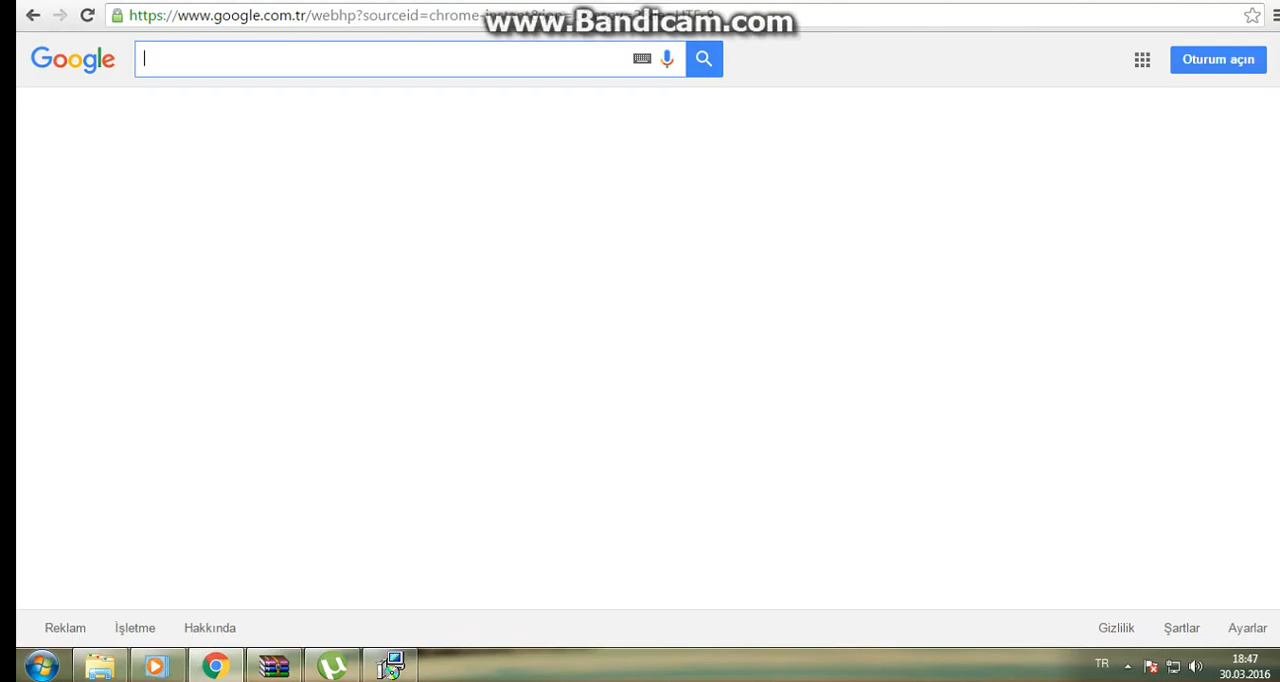 https://www.google.com.tr/webhp?sourceid=chrome-
www.Bandicam.com
Google
Oturum açın
Reklam
İşletme
Hakkında
Gizlilik
Şartlar
Ayarlar
TR
18:47
30.03.2016